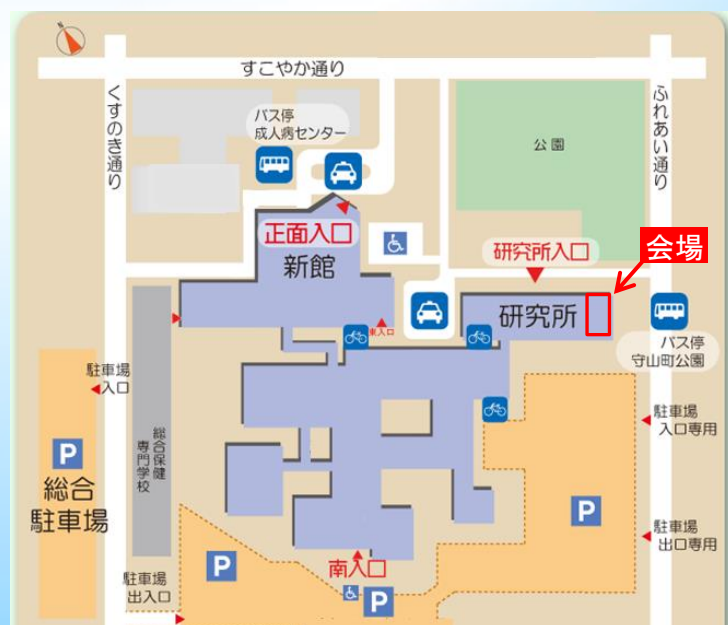 すこやか通り
くすのき通り
ふれあい通り
バス停
成人病センター
公園
正面入口
新館
研究所入口
会場
研究所
東入口
バス停
守山町公園
駐車場
入口
総合保健
専門学校
P
総合
駐車場
駐車場
入口専用
P
駐車場
出口専用
駐車場
出入口
P
南入口
P